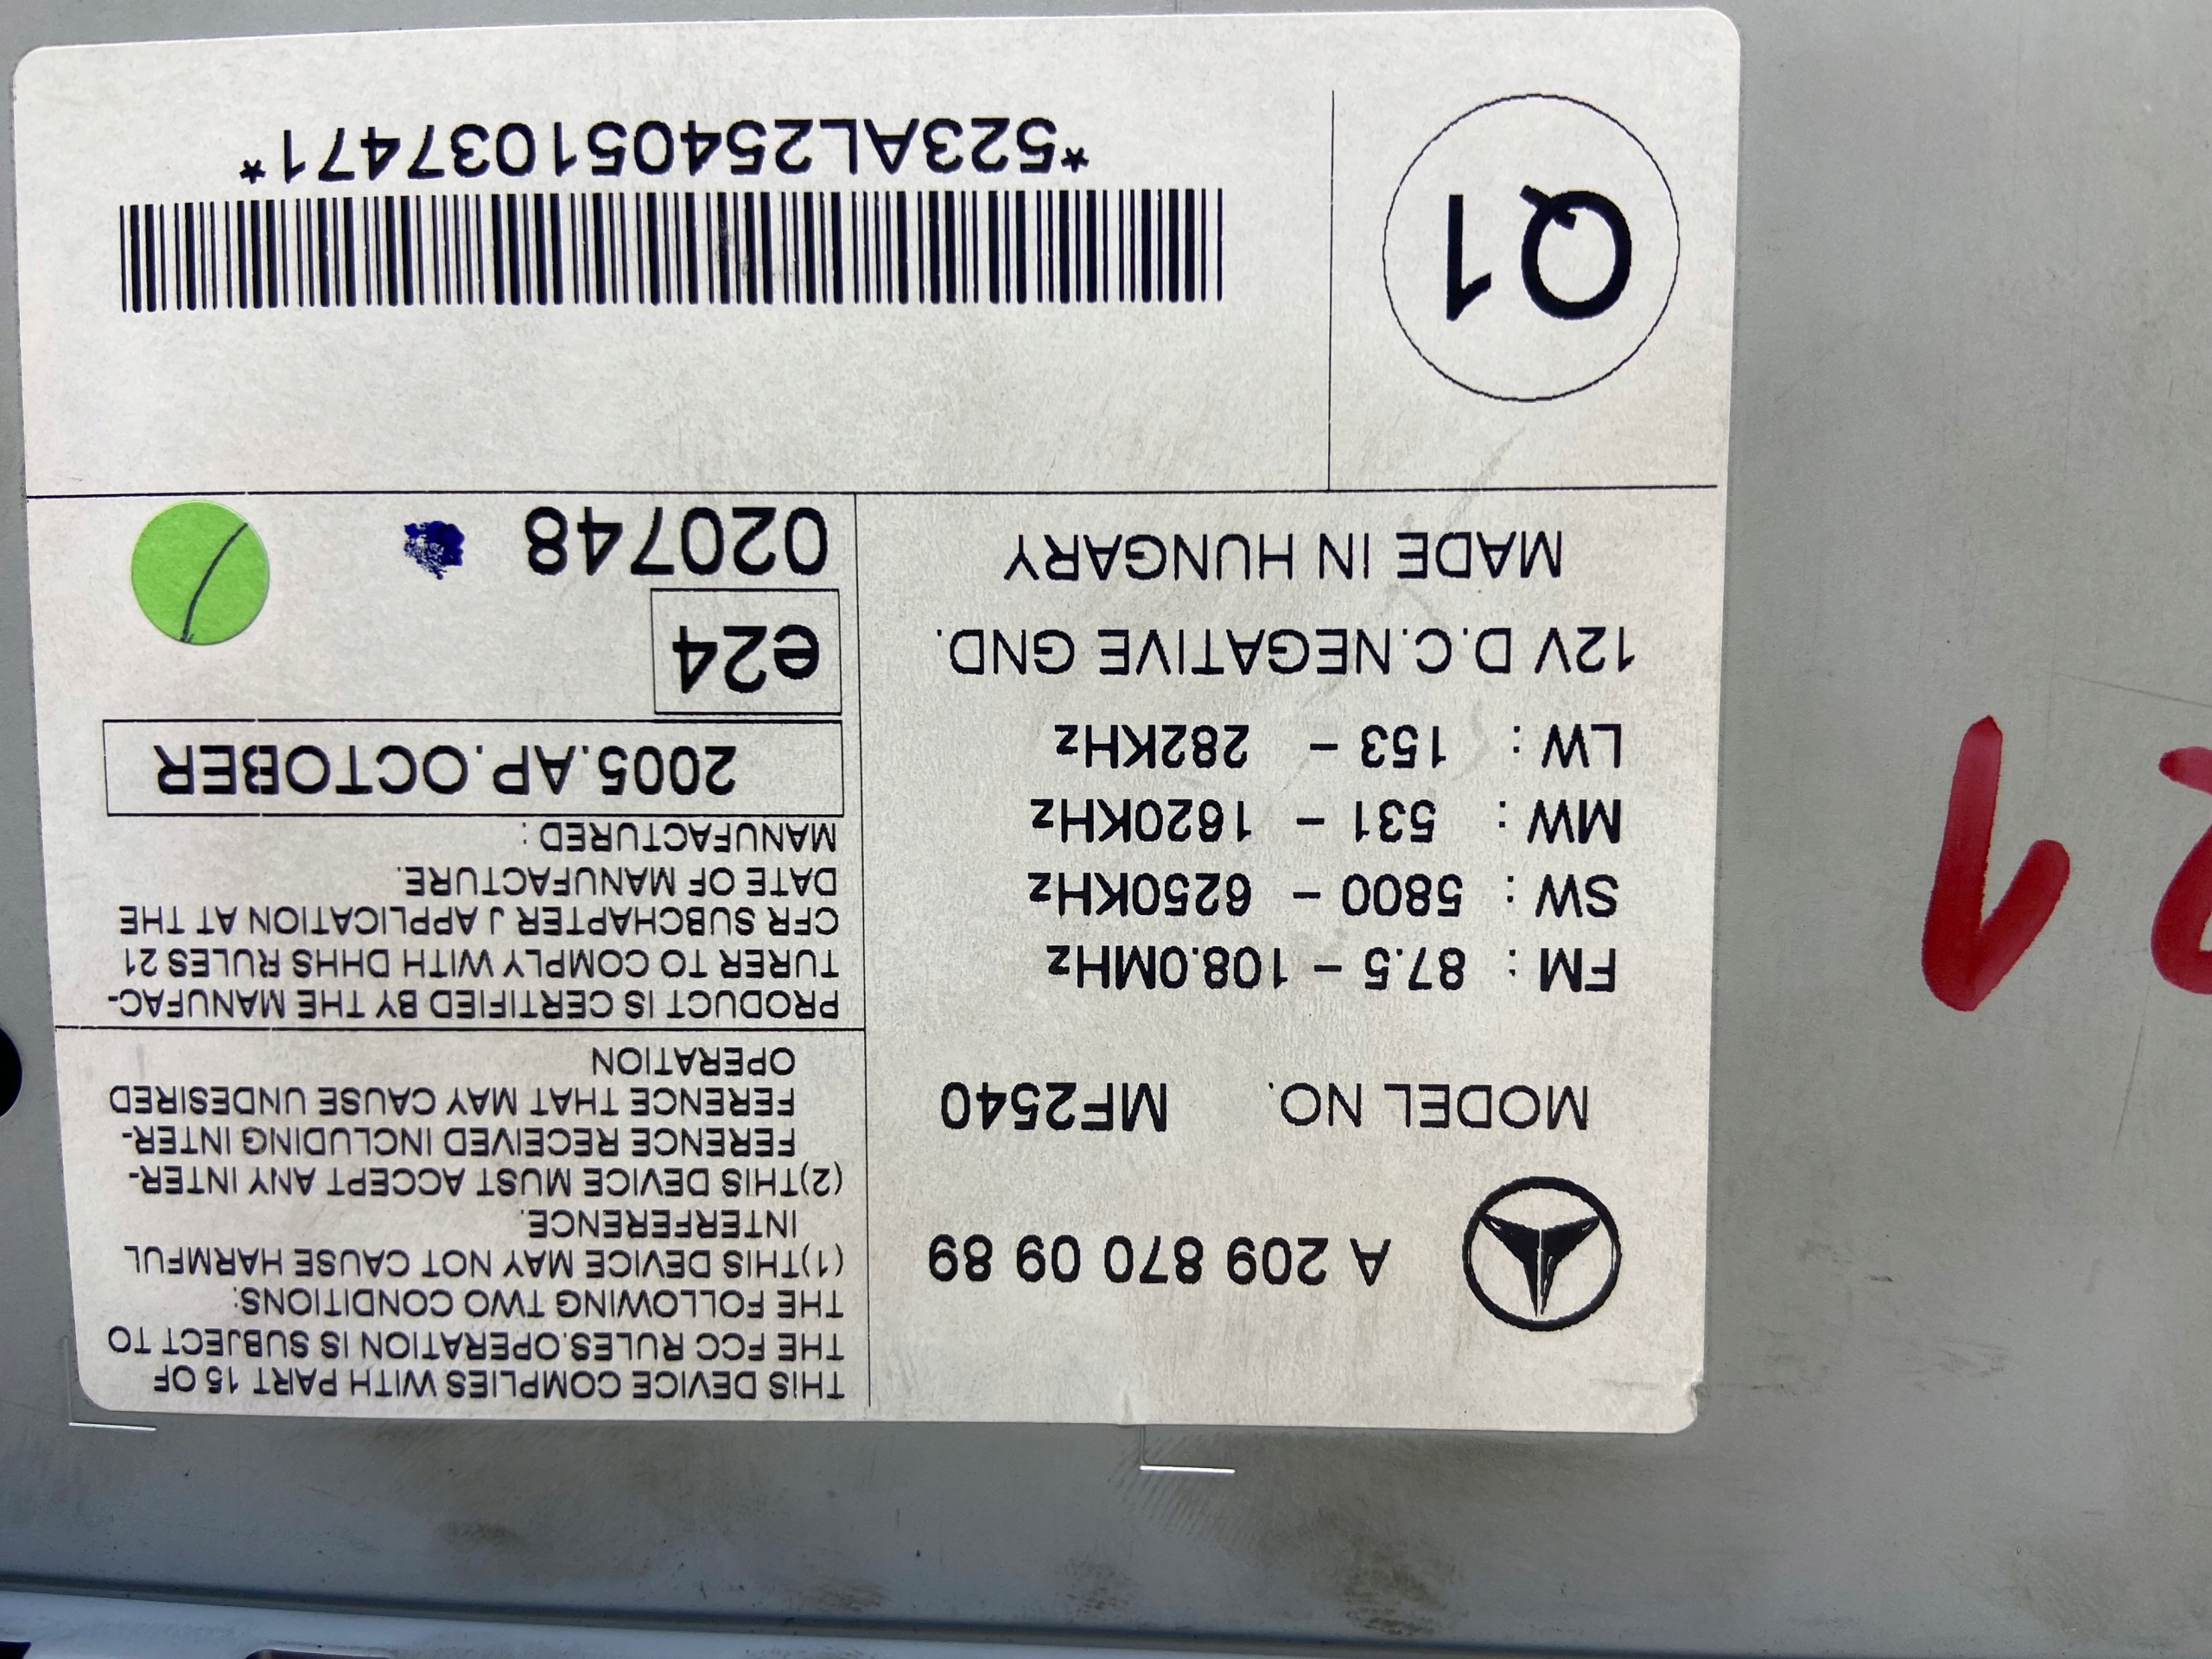 THIS DEVICE COMPLIES WITH PART 15 OF
THE FCC RULES.OPERATION IS SUBJECT TO
THE FOLLOWING TWO CONDITIONS:
(1)THIS DEVICE MAY NOT CAUSE HARMFUL
INTERFERENCE.
(2)THIS DEVICE MUST ACCEPT ANY INTER-
FERENCE RECEIVED INCLUDING INTER-
FERENCE THAT MAY CAUSE UNDESIRED
OPERATION
PRODUCT IS CERTIFIED BY THE MANUFAC-
TURER TO COMPLY WITH DHHS RULES 21
CFR SUBCHAPTER J APPLICATION AT THE
DATE OF MANUFACTURE.
MANUFACTURED :
2005.AP.OCTOBER
e24
020748
A 209 870 09 89
MODEL NO. MF2540
FM : 87.5 – 108.0MHz
SW : 5800 – 6250KHz
MW : 531 – 1620KHz
LW : 153 – 282KHz
12V D.C.NEGATIVE GND.
MADE IN HUNGARY
Q1
*523AL254051037471*